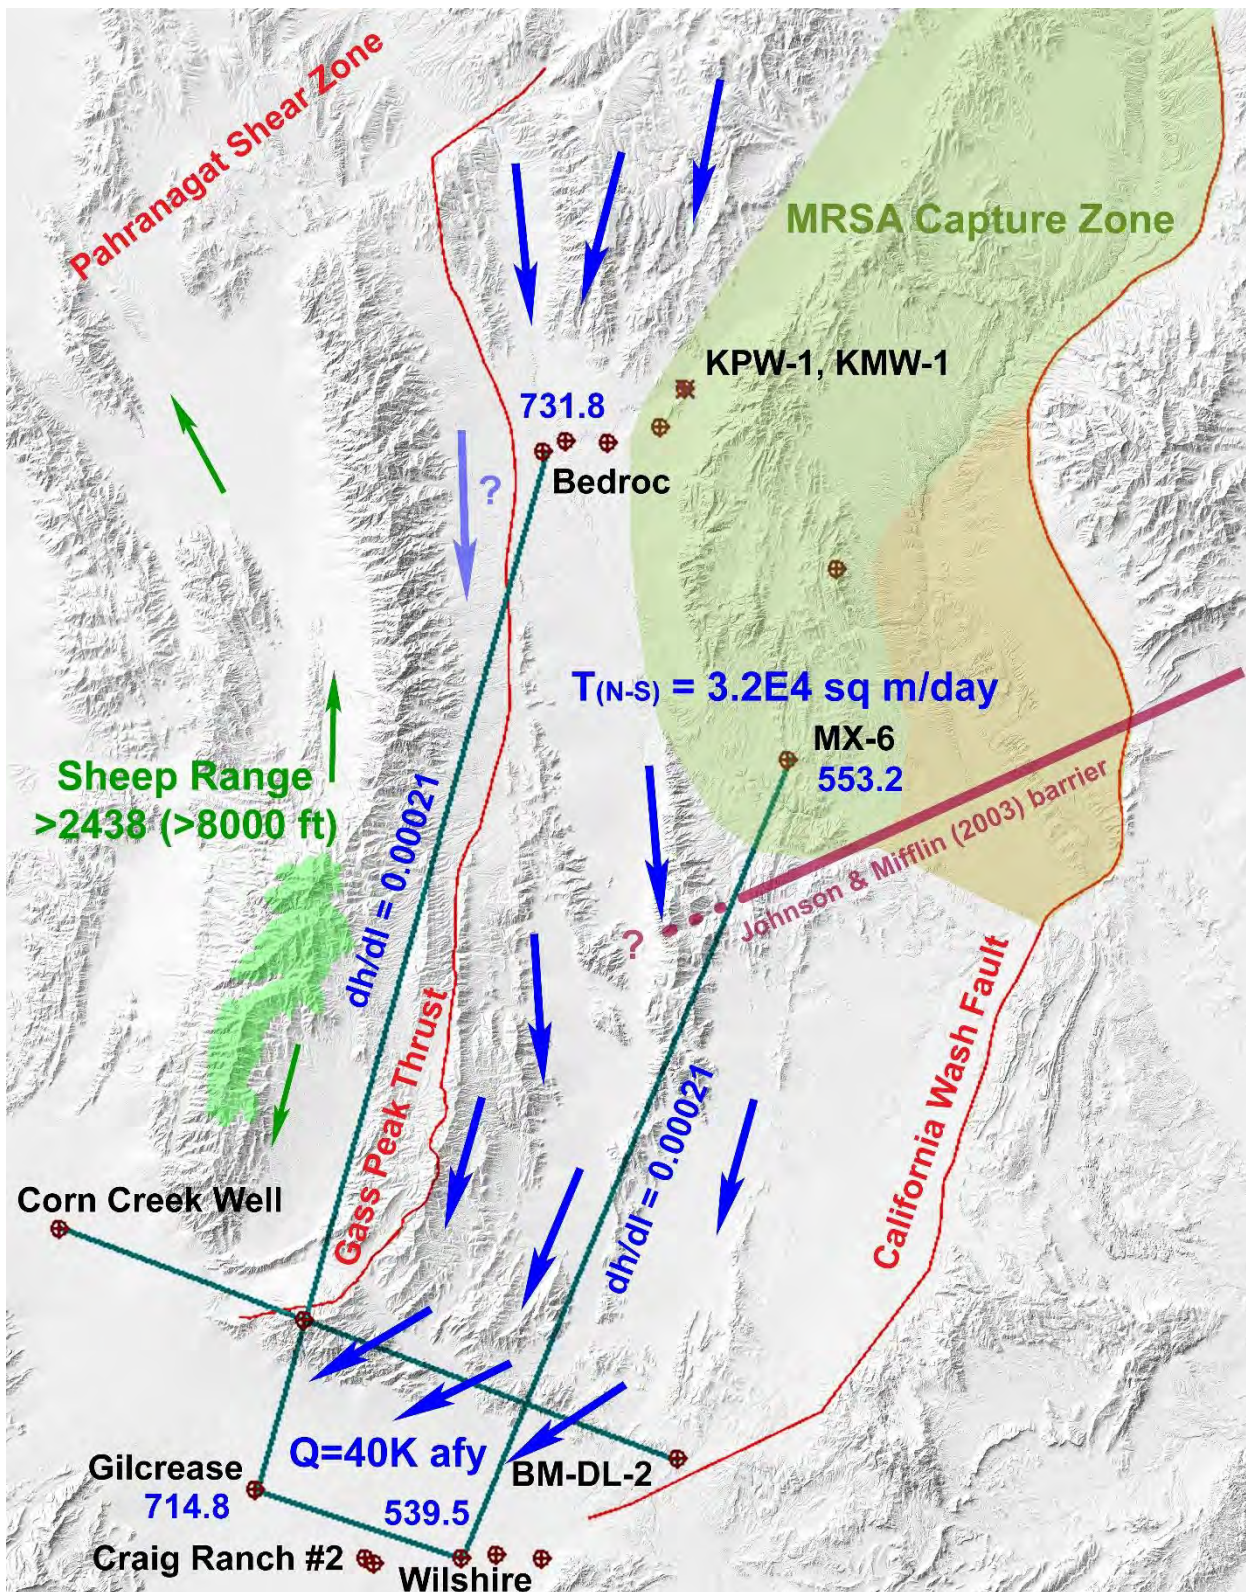 Pahranagat Shear Zone
MRSA Capture Zone
KPW-1, KMW-1
731.8
Bedroc
?
T(N-S) = 3.2E4 sq m/day
MX-6
553.2
Sheep Range
>2438 (>8000 ft)
dh/dl = 0.00021
Johnson & Mifflin (2003) barrier
?
Gass Peak Thrust
dh/dl = 0.00021
California Wash Fault
Corn Creek Well
Q=40K afy
Gilcrease
714.8
539.5
BM-DL-2
Craig Ranch #2
Wilshire